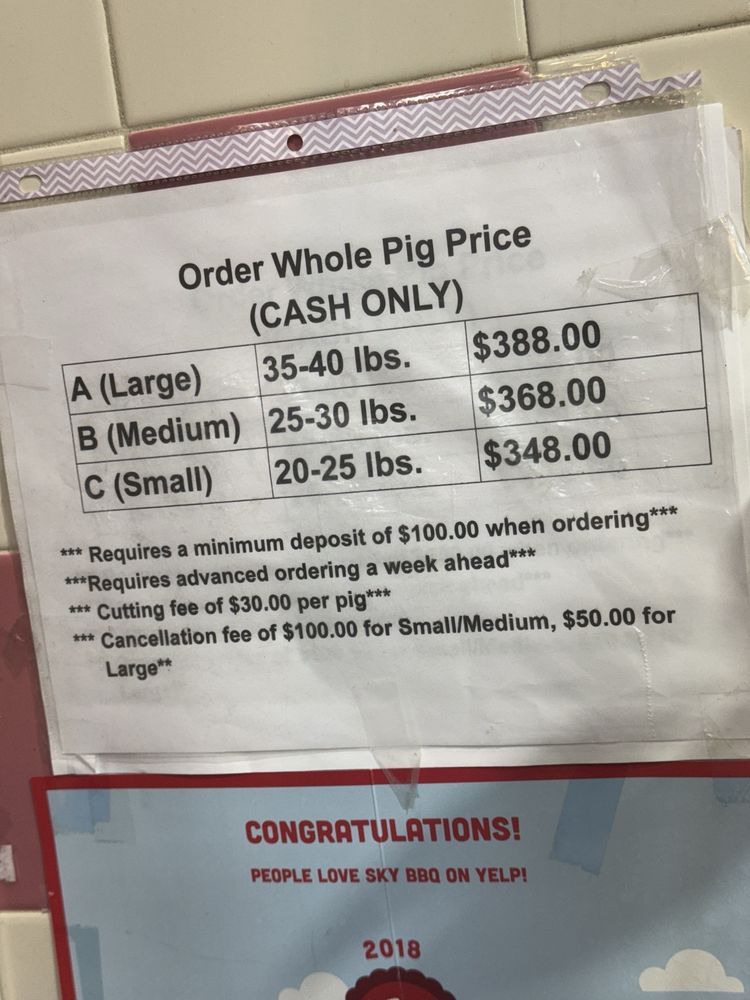 Order Whole Pig Price
(CASH ONLY)
A (Large) 35-40 lbs. $388.00
B (Medium) 25-30 lbs. $368.00
C (Small) 20-25 lbs. $348.00
*** Requires a minimum deposit of $100.00 when ordering***
***Requires advanced ordering a week ahead***
*** Cutting fee of $30.00 per pig***
*** Cancellation fee of $100.00 for Small/Medium, $50.00 for
Large**
CONGRATULATIONS!
PEOPLE LOVE SKY BBQ ON YELP!
2018